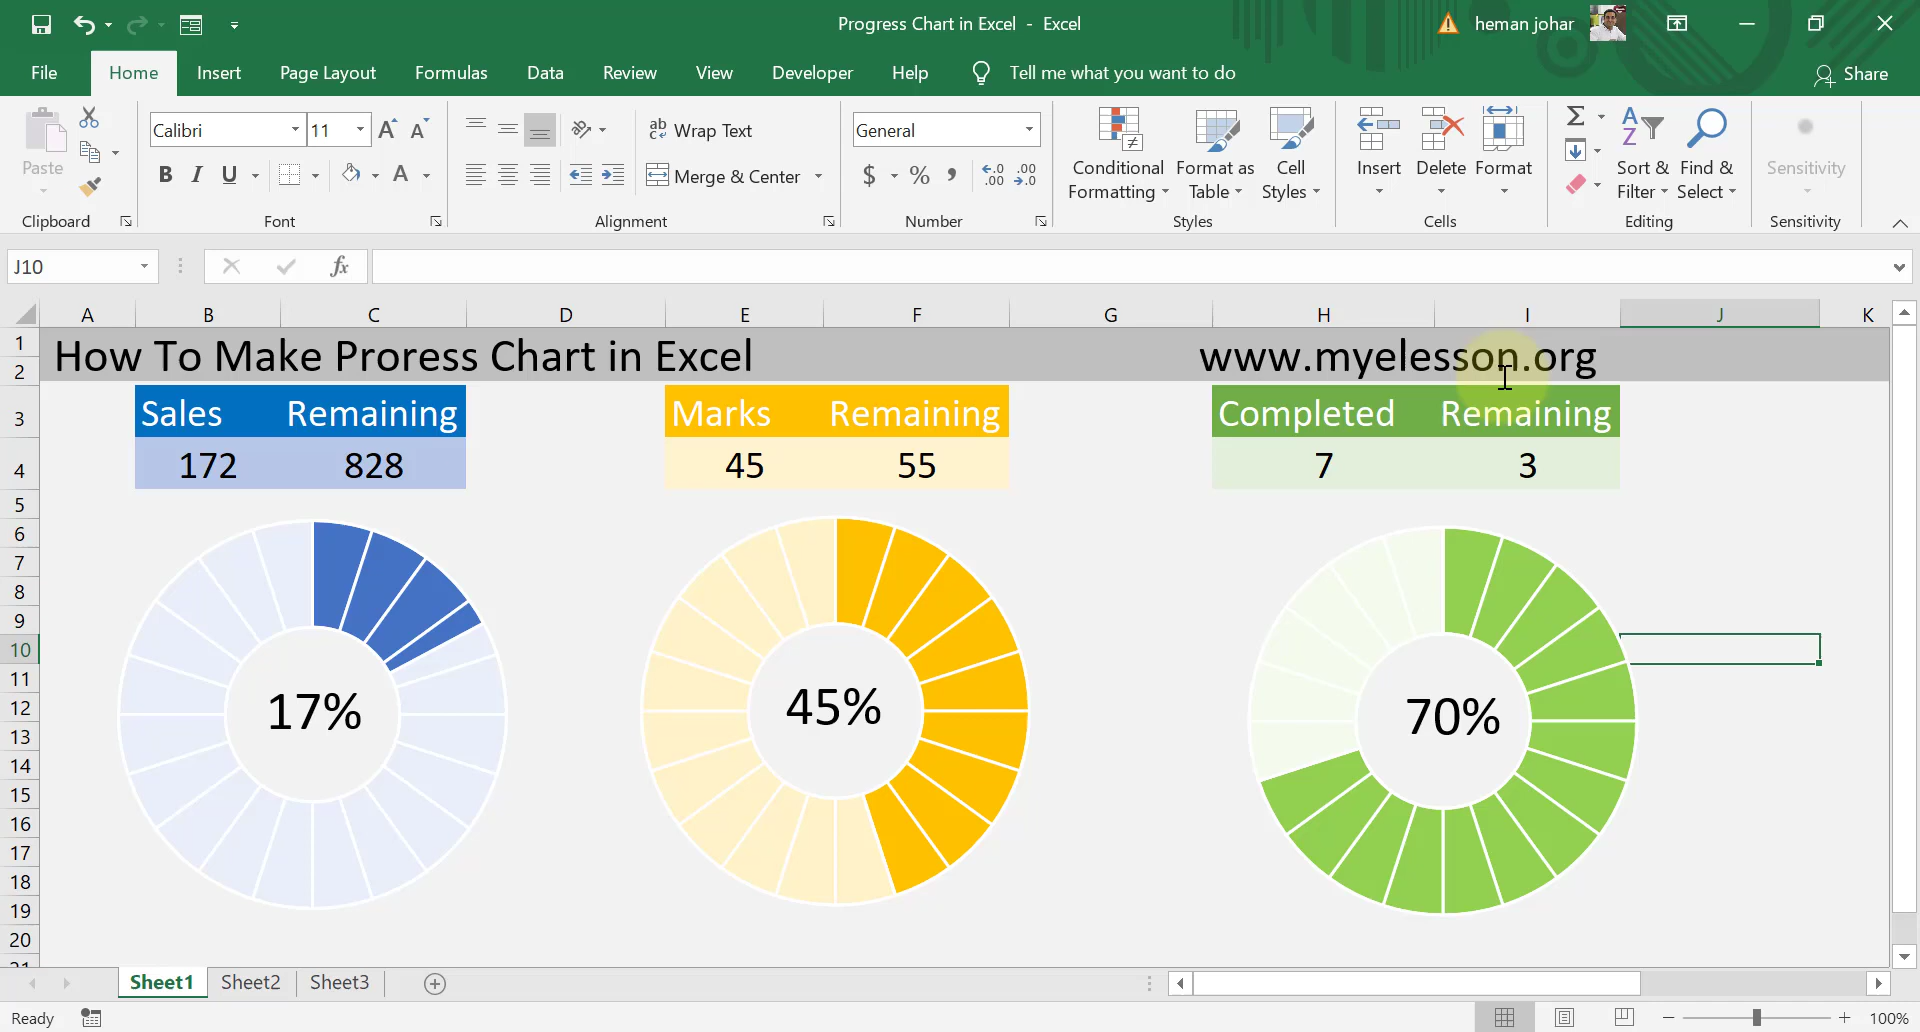 Progress Chart in Excel - Excel
heman johar
File Home Insert Page Layout Formulas Data Review View Developer Help Tell me what you want to do Share
Calibri 11 Wrap Text General
Paste Conditional Formatting Format as Table Cell Styles Insert Delete Format Sort & Filter Find & Select Sensitivity
B I U A Merge & Center $ % , .00 .0
Clipboard Font Alignment Number Styles Cells Editing Sensitivity
J10 fx
A B C D E F G H I J K
1
2
How To Make Proress Chart in Excel www.myelesson.org
3 Sales Remaining Marks Remaining Completed Remaining
4 172 828 45 55 7 3
5
6
7
8
9
10
11
12
13
14
15
16
17
18
19
20
17% 45% 70%
Sheet1 Sheet2 Sheet3
Ready 100%